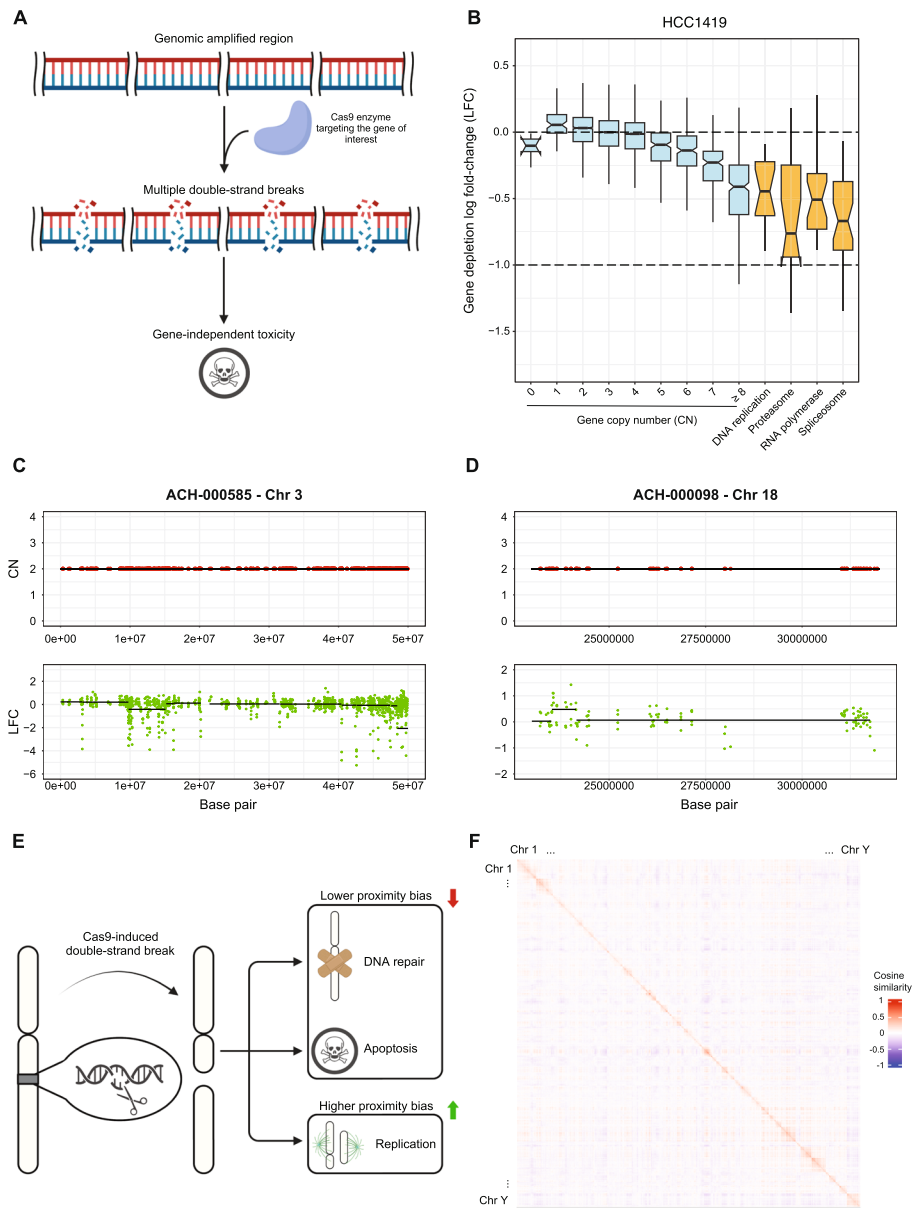 A
Genomic amplified region
Cas9 enzyme
targeting the gene of
interest
Multiple double-strand breaks
Gene-independent toxicity
B
HCC1419
Gene depletion log fold-change (LFC)
0.5
0.0
−0.5
−1.0
−1.5
0
1
2
3
4
5
6
7
≥ 8
DNA replication
Proteasome
RNA polymerase
Spliceosome
Gene copy number (CN)
C
ACH-000585 - Chr 3
CN
4
3
2
1
0
0e+00
1e+07
2e+07
3e+07
4e+07
5e+07
LFC
2
0
−2
−4
−6
0e+00
1e+07
2e+07
3e+07
4e+07
5e+07
Base pair
D
ACH-000098 - Chr 18
4
3
2
1
0
25000000
27500000
30000000
2
1
0
−1
−2
25000000
27500000
30000000
Base pair
E
Cas9-induced
double-strand break
Lower proximity bias
DNA repair
Apoptosis
Higher proximity bias
Replication
F
Chr 1 ... ... Chr Y
Chr 1
⋮
⋮
Chr Y
Cosine
similarity
1
0.5
0
-0.5
-1